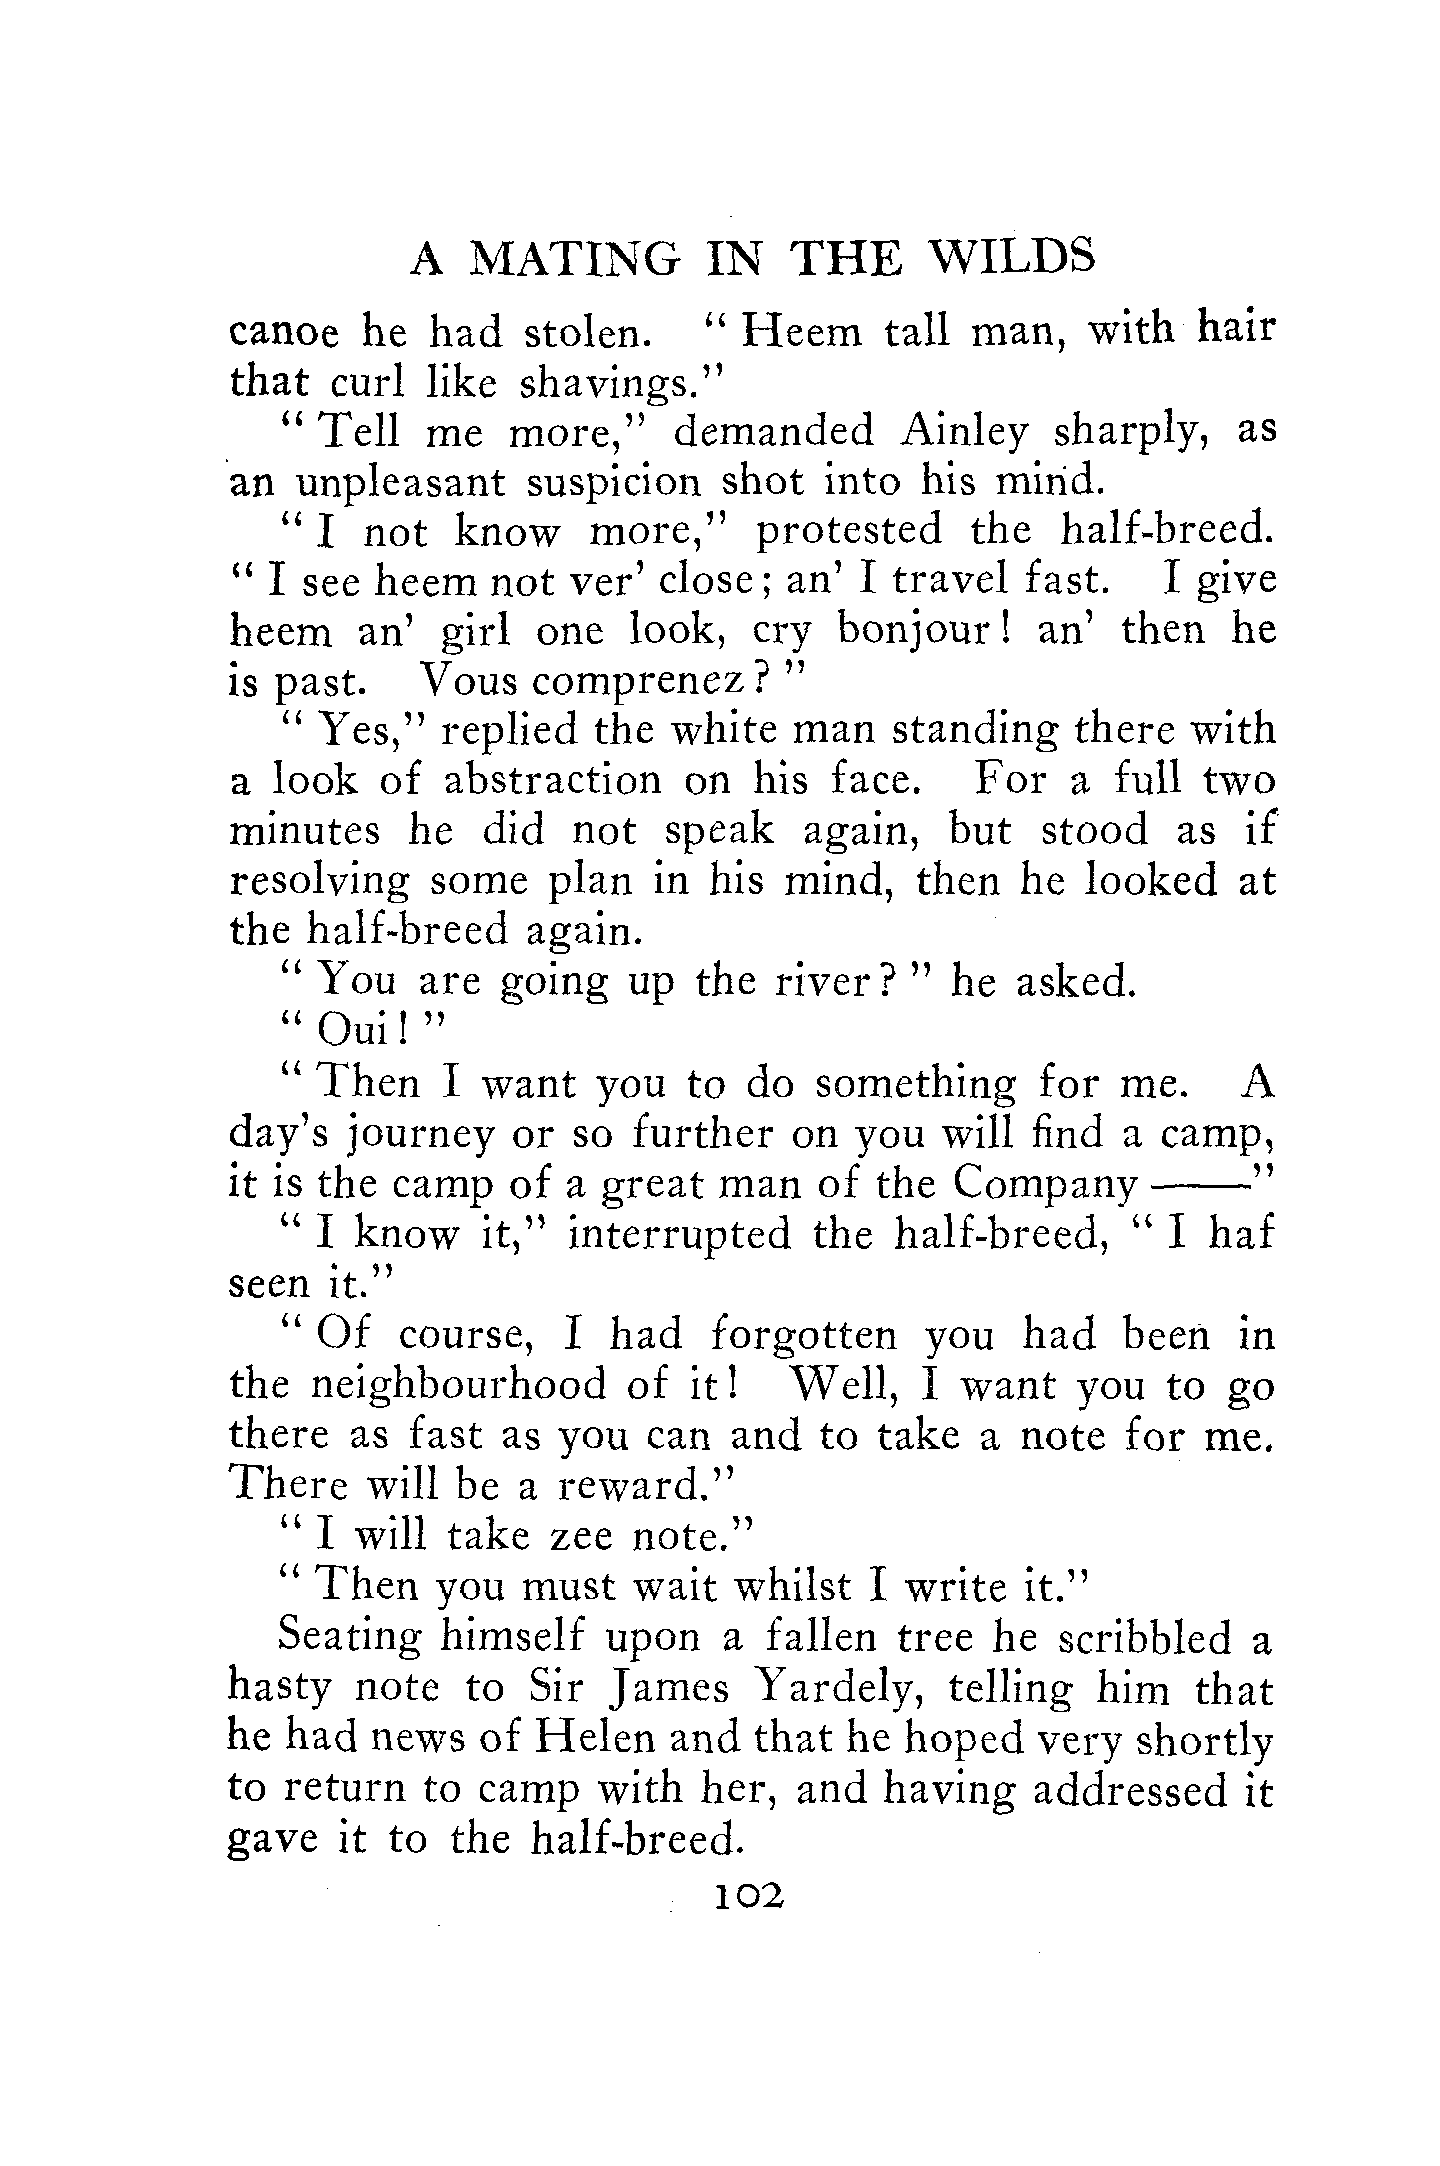 A MATING IN THE WILDS
canoe he had stolen. " Heem tall man, with hair
that curl like shavings."
" Tell me more," demanded Ainley sharply, as
an unpleasant suspicion shot into his mind.
" I not know more," protested the half-breed.
" I see heem not ver' close; an' I travel fast. I give
heem an' girl one look, cry bonjour! an' then he
is past. Vous comprenez? "
" Yes," replied the white man standing there with
a look of abstraction on his face. For a full two
minutes he did not speak again, but stood as if
resolving some plan in his mind, then he looked at
the half-breed again.
" You are going up the river? " he asked.
" Oui! "
" Then I want you to do something for me. A
day's journey or so further on you will find a camp,
it is the camp of a great man of the Company ——"
" I know it," interrupted the half-breed, " I haf
seen it."
" Of course, I had forgotten you had been in
the neighbourhood of it! Well, I want you to go
there as fast as you can and to take a note for me.
There will be a reward."
" I will take zee note."
" Then you must wait whilst I write it."
Seating himself upon a fallen tree he scribbled a
hasty note to Sir James Yardely, telling him that
he had news of Helen and that he hoped very shortly
to return to camp with her, and having addressed it
gave it to the half-breed.
102